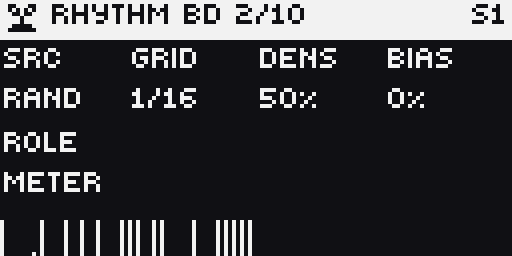 RHYTHM BD 2/10 S1
SRC GRID DENS BIAS
RAND 1/16 50% 0%
ROLE
METER